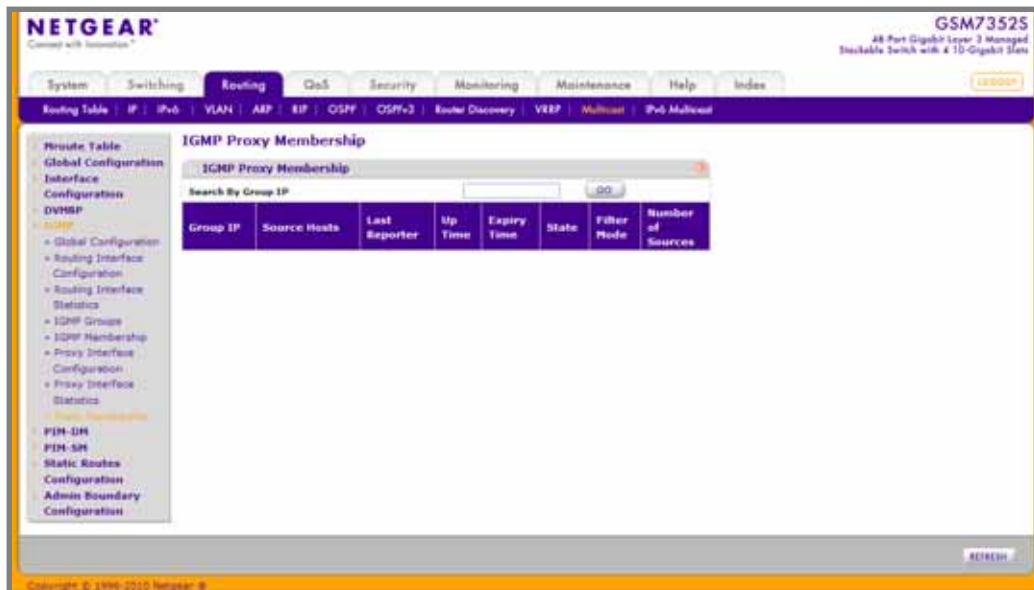 NETGEAR®
Connect with Innovation™
GSM7352S
48-Port Gigabit Layer 3 Managed
Stackable Switch with 4 10-Gigabit Slots
System
Switching
Routing
QoS
Security
Monitoring
Maintenance
Help
Index
LOGOUT
Routing Table | IP | IPv6 | VLAN | ARP | RIP | OSPF | OSPFv3 | Router Discovery | VRRP | Multicast | IPv6 Multicast
Mroute Table
Global Configuration
Interface
Configuration
DVMRP
IGMP
Global Configuration
Routing Interface
Configuration
Routing Interface
Statistics
IGMP Groups
IGMP Membership
Proxy Interface
Configuration
Proxy Interface
Statistics
Proxy Membership
PIM-DM
PIM-SM
Static Routes
Configuration
Admin Boundary
Configuration
IGMP Proxy Membership
IGMP Proxy Membership
Search By Group IP
GO
Group IP
Source Hosts
Last
Reporter
Up
Time
Expiry
Time
State
Filter
Mode
Number
of
Sources
REFRESH
Copyright © 1996-2010 Netgear ®